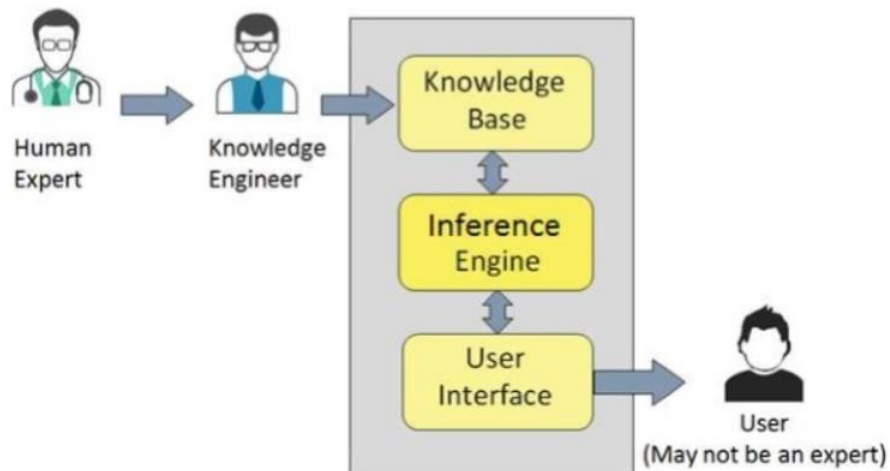 Human
Expert
Knowledge
Engineer
Knowledge
Base
Inference
Engine
User
Interface
User
(May not be an expert)